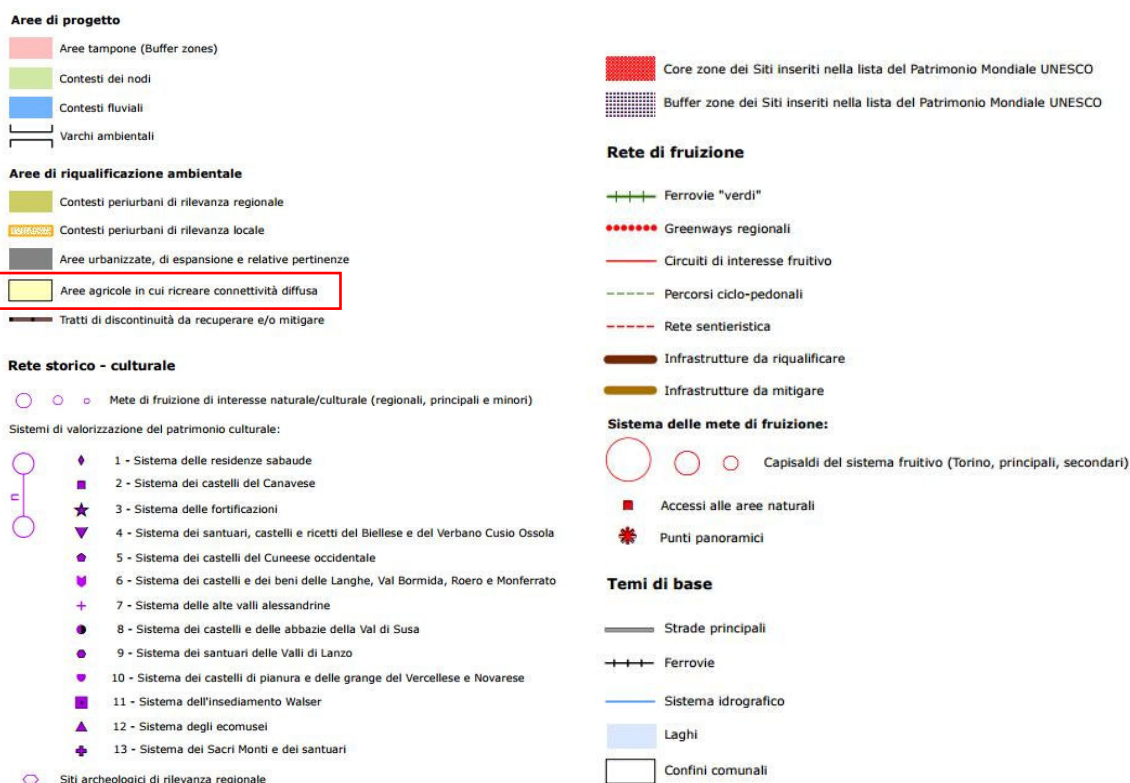 Aree di progetto
Aree tampone (Buffer zones)
Contesti dei nodi
Contesti fluviali
Varchi ambientali
Aree di riqualificazione ambientale
Contesti periurbani di rilevanza regionale
Contesti periurbani di rilevanza locale
Aree urbanizzate, di espansione e relative pertinenze
Aree agricole in cui ricreare connettività diffusa
Tratti di discontinuità da recuperare e/o mitigare
Rete storico - culturale
Mete di fruizione di interesse naturale/culturale (regionali, principali e minori)
Sistemi di valorizzazione del patrimonio culturale:
n
1 - Sistema delle residenze sabaude
2 - Sistema dei castelli del Canavese
3 - Sistema delle fortificazioni
4 - Sistema dei santuari, castelli e ricetti del Biellese e del Verbano Cusio Ossola
5 - Sistema dei castelli del Cuneese occidentale
6 - Sistema dei castelli e dei beni delle Langhe, Val Bormida, Roero e Monferrato
7 - Sistema delle alte valli alessandrine
8 - Sistema dei castelli e delle abbazie della Val di Susa
9 - Sistema dei santuari delle Valli di Lanzo
10 - Sistema dei castelli di pianura e delle grange del Vercellese e Novarese
11 - Sistema dell'insediamento Walser
12 - Sistema degli ecomusei
13 - Sistema dei Sacri Monti e dei santuari
Siti archeologici di rilevanza regionale
Core zone dei Siti inseriti nella lista del Patrimonio Mondiale UNESCO
Buffer zone dei Siti inseriti nella lista del Patrimonio Mondiale UNESCO
Rete di fruizione
Ferrovie "verdi"
Greenways regionali
Circuiti di interesse fruitivo
Percorsi ciclo-pedonali
Rete sentieristica
Infrastrutture da riqualificare
Infrastrutture da mitigare
Sistema delle mete di fruizione:
Capisaldi del sistema fruitivo (Torino, principali, secondari)
Accessi alle aree naturali
Punti panoramici
Temi di base
Strade principali
Ferrovie
Sistema idrografico
Laghi
Confini comunali